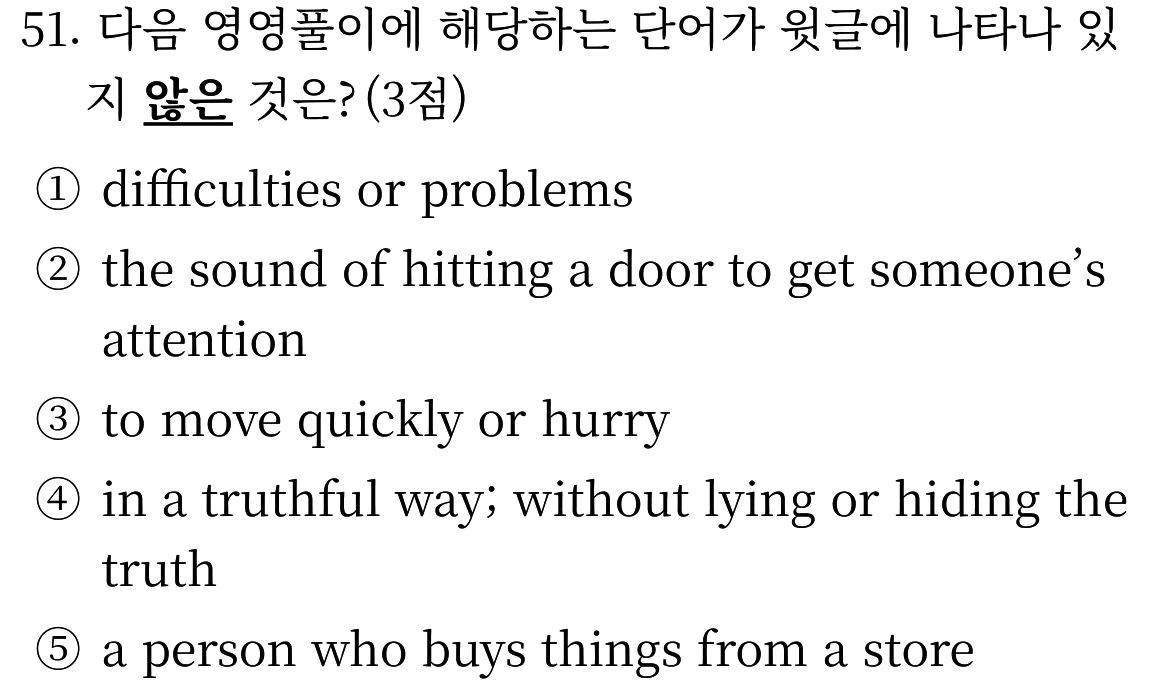 51. 다음 영영풀이에 해당하는 단어가 윗글에 나타나 있
지 않은 것은? (3점)
① difficulties or problems
② the sound of hitting a door to get someone’s
attention
③ to move quickly or hurry
④ in a truthful way; without lying or hiding the
truth
⑤ a person who buys things from a store